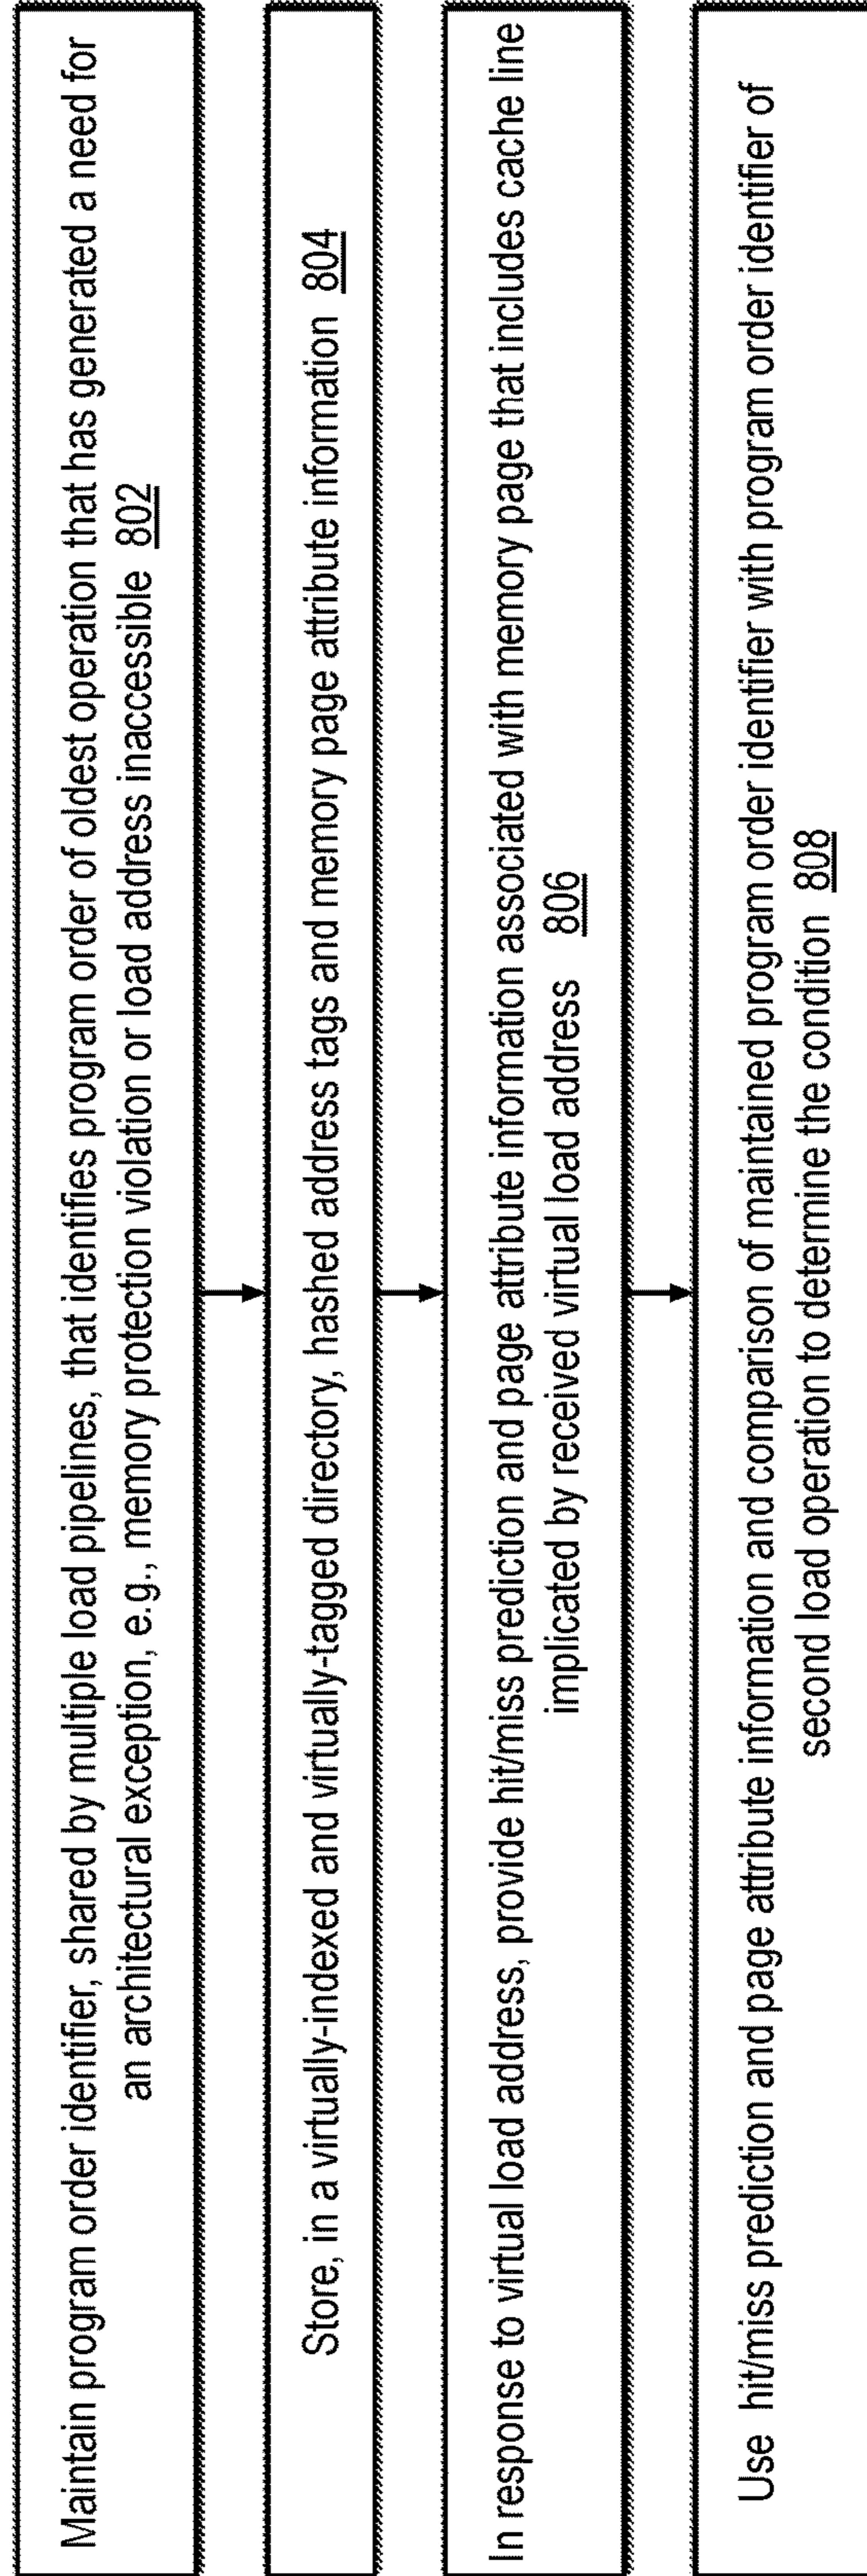 Maintain program order identifier, shared by multiple load pipelines, that identifies program order of oldest operation that has generated a need for
an architectural exception, e.g., memory protection violation or load address inaccessible 802
Store, in a virtually-indexed and virtually-tagged directory, hashed address tags and memory page attribute information 804
In response to virtual load address, provide hit/miss prediction and page attribute information associated with memory page that includes cache line
implicated by received virtual load address 806
Use hit/miss prediction and page attribute information and comparison of maintained program order identifier with program order identifier of
second load operation to determine the condition 808